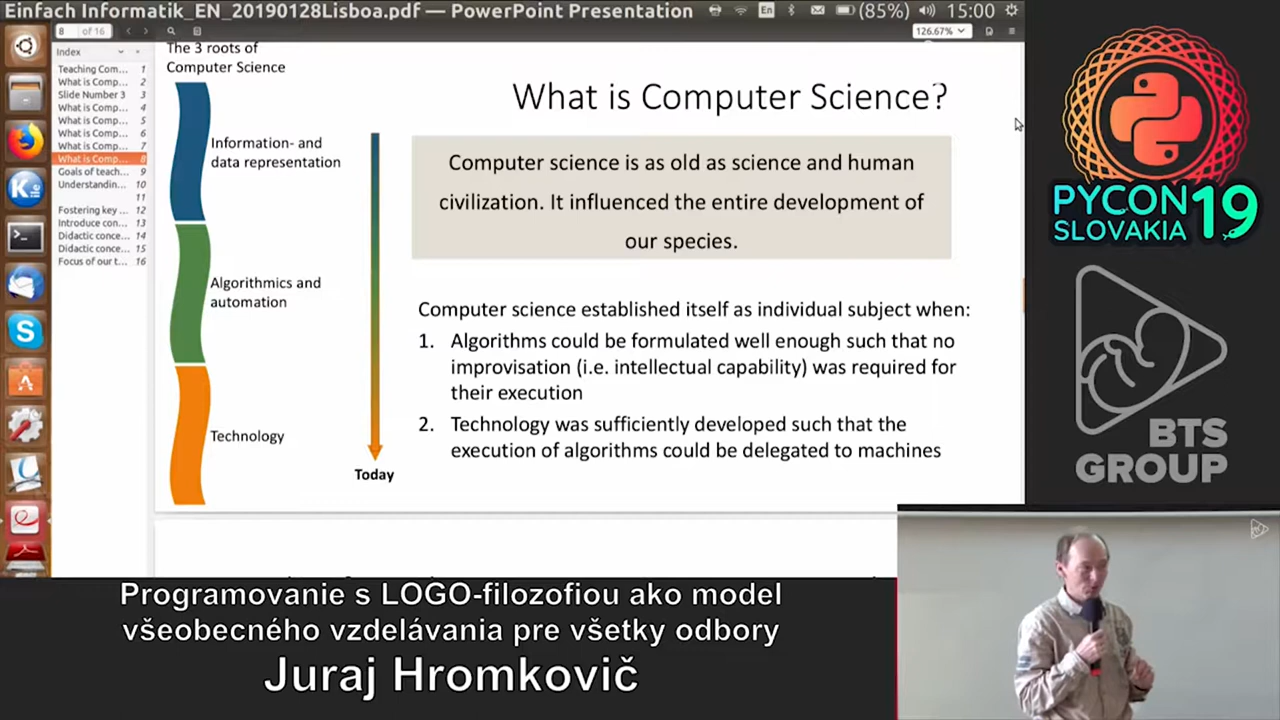 Einfach Informatik_EN_20190128Lisboa.pdf — PowerPoint Presentation
En
(85%)
15:00
8 of 16
126.67%
Index
Teaching Com... 1
What is Comp... 2
Slide Number 3 3
What is Comp... 4
What is Comp... 5
What is Comp... 6
What is Comp... 7
What is Comp... 8
Goals of teach... 9
Understandin... 10
11
Fostering key ... 12
Introduce con... 13
Didactic conce... 14
Didactic conce... 15
Focus of our t... 16
The 3 roots of
Computer Science
Information- and
data representation
Algorithmics and
automation
Technology
Today
What is Computer Science?
Computer science is as old as science and human
civilization. It influenced the entire development of
our species.
Computer science established itself as individual subject when:
1. Algorithms could be formulated well enough such that no
improvisation (i.e. intellectual capability) was required for
their execution
2. Technology was sufficiently developed such that the
execution of algorithms could be delegated to machines
PYCON
SLOVAKIA
19
BTS
GROUP
Programovanie s LOGO-filozofiou ako model
všeobecného vzdelávania pre všetky odbory
Juraj Hromkovič